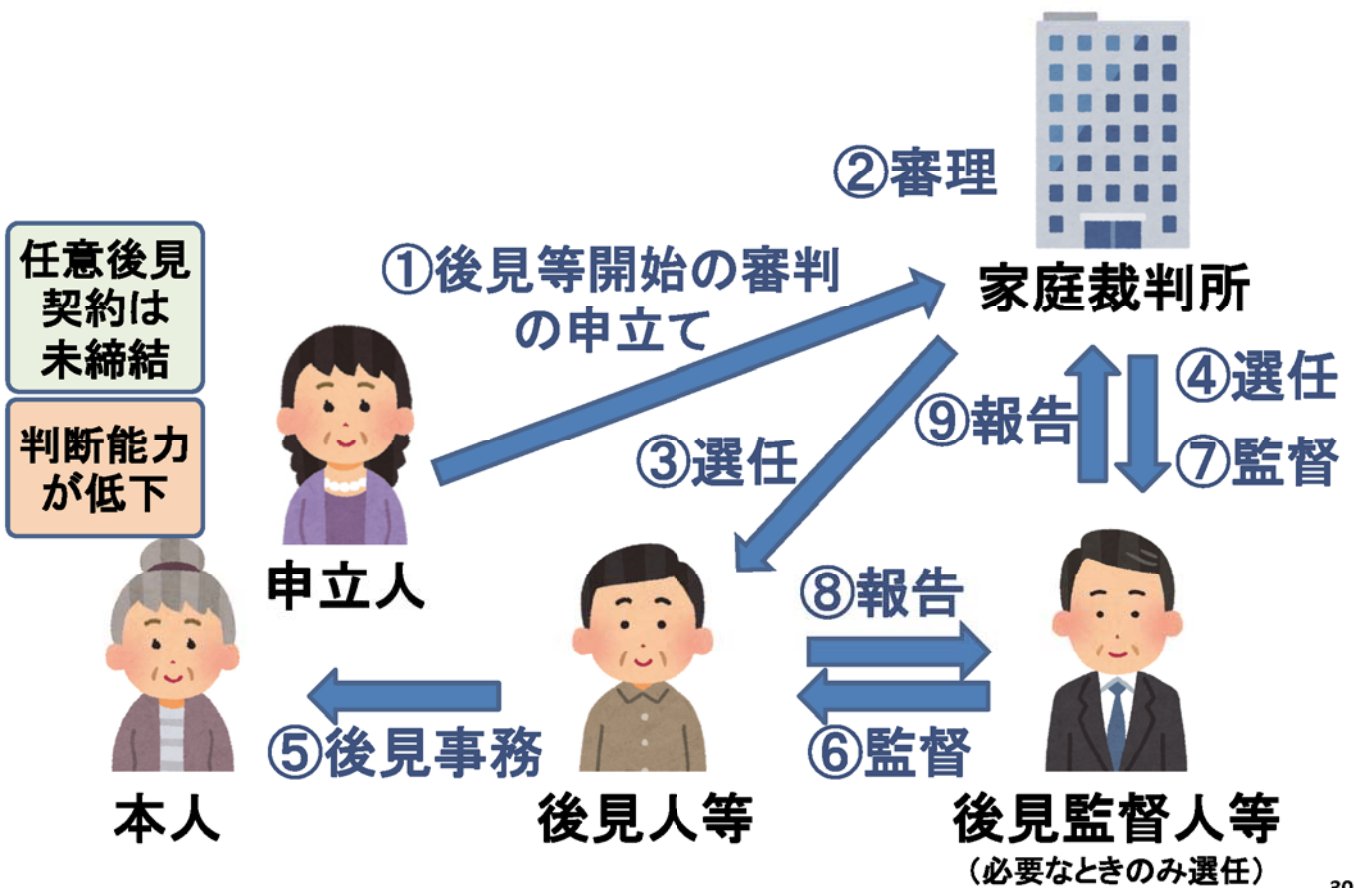 ②審理
任意後見
契約は
未締結
①後見等開始の審判
の申立て
家庭裁判所
判断能力
が低下
④選任
⑨報告
③選任
⑦監督
申立人
⑧報告
⑤後見事務
⑥監督
本人
後見人等
後見監督人等
（必要なときのみ選任）
30